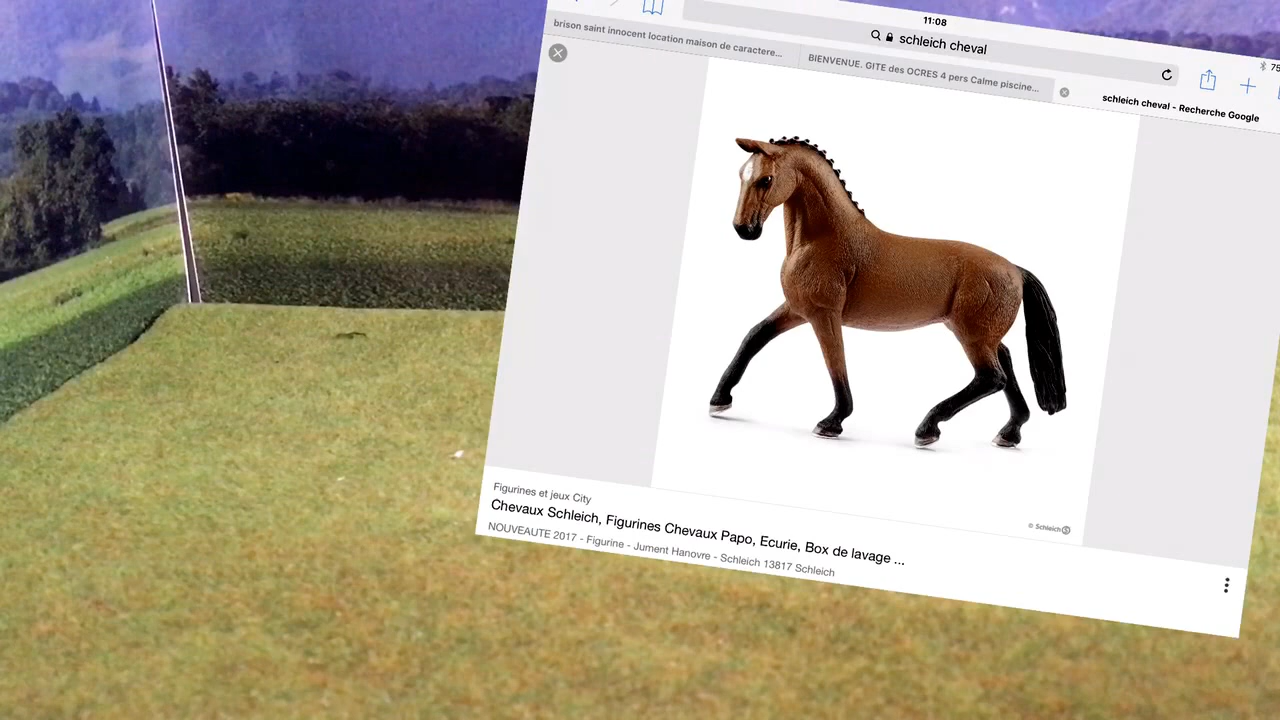 11:08
schleich cheval
75
brison saint innocent location maison de caractere...
BIENVENUE. GITE des OCRES 4 pers Calme piscine...
schleich cheval - Recherche Google
© Schleich
Figurines et jeux City
Chevaux Schleich, Figurines Chevaux Papo, Ecurie, Box de lavage ...
NOUVEAUTE 2017 - Figurine - Jument Hanovre - Schleich 13817 Schleich